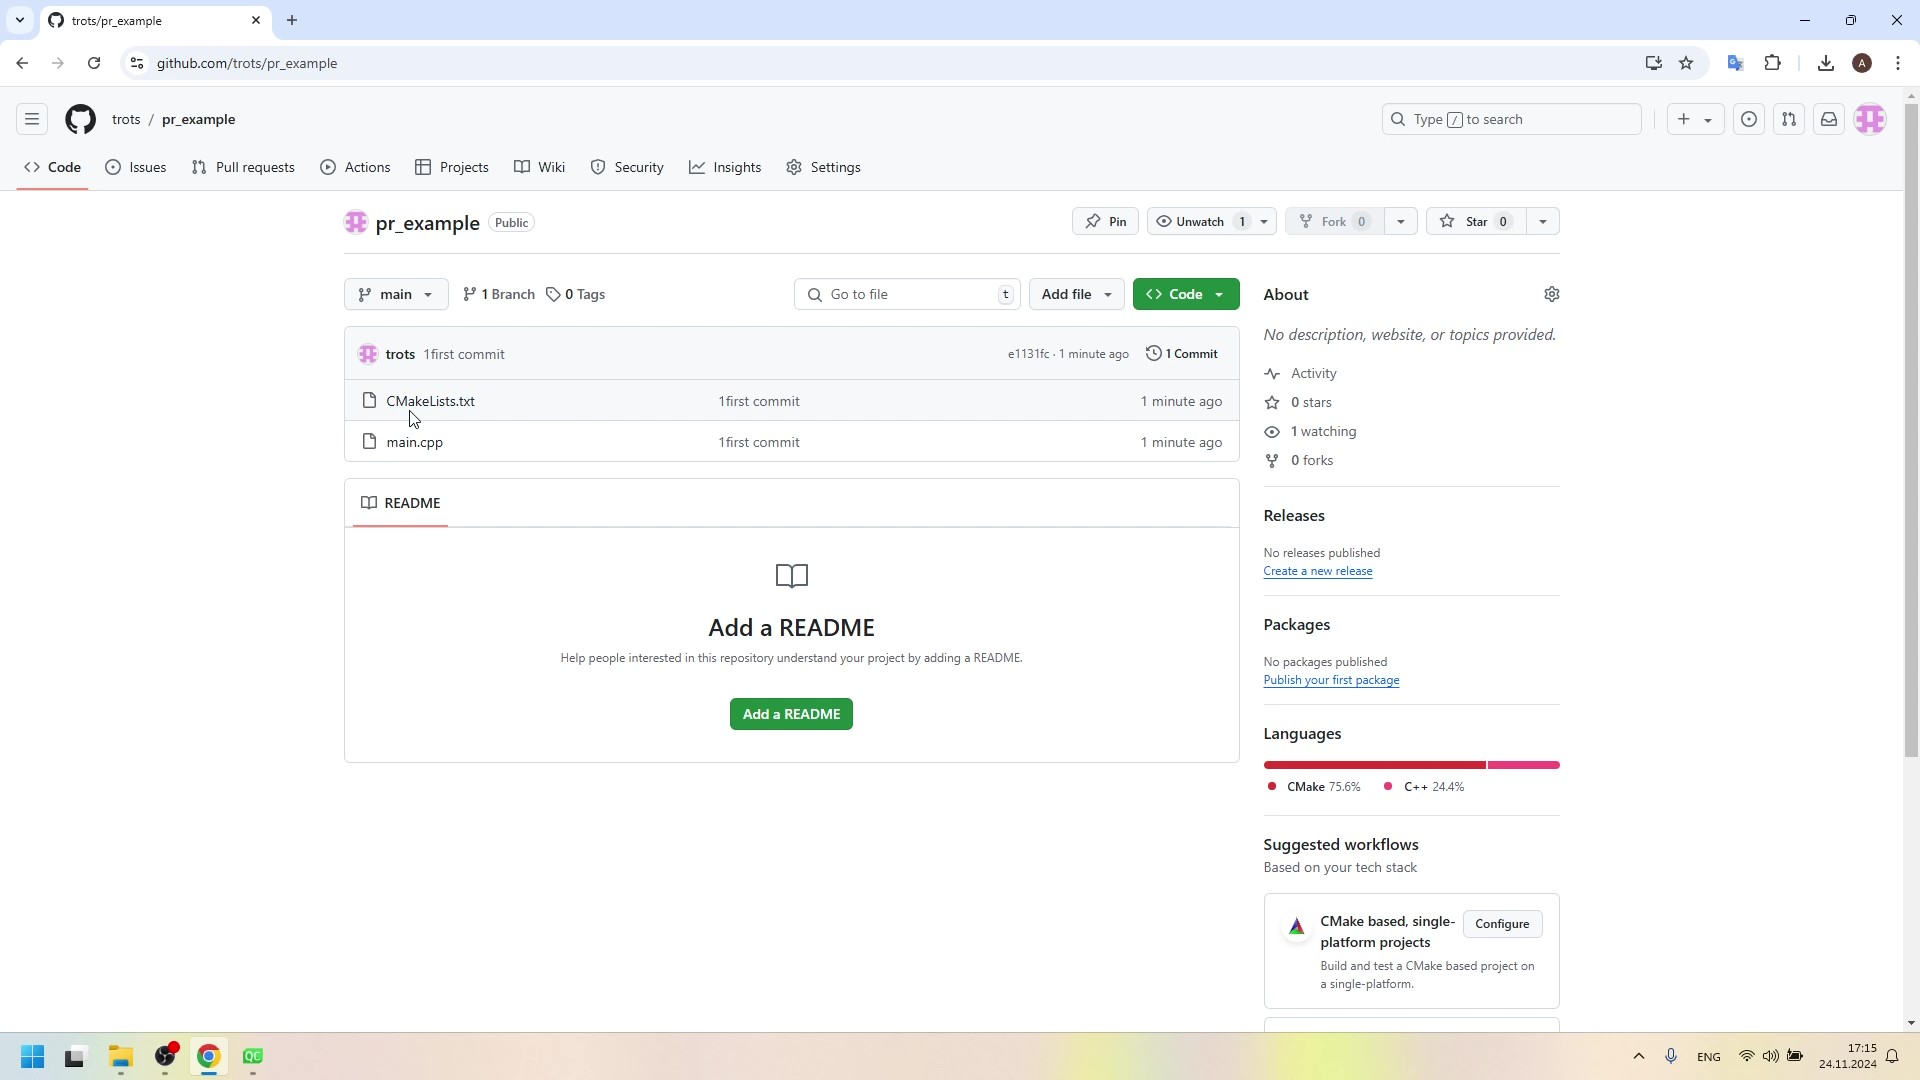 trots/pr_example
github.com/trots/pr_example
A
trots / pr_example
Type / to search
Code Issues Pull requests Actions Projects Wiki Security Insights Settings
pr_example Public
Pin Unwatch 1 Fork 0 Star 0
main 1 Branch 0 Tags Go to file t Add file Code
trots 1first commit e1131fc · 1 minute ago 1 Commit
CMakeLists.txt 1first commit 1 minute ago
main.cpp 1first commit 1 minute ago
README
Add a README
Help people interested in this repository understand your project by adding a README.
Add a README
About
No description, website, or topics provided.
Activity
0 stars
1 watching
0 forks
Releases
No releases published
Create a new release
Packages
No packages published
Publish your first package
Languages
CMake 75.6% C++ 24.4%
Suggested workflows
Based on your tech stack
CMake based, single-
platform projects
Configure
Build and test a CMake based project on
a single-platform.
QC
ENG
17:15
24.11.2024